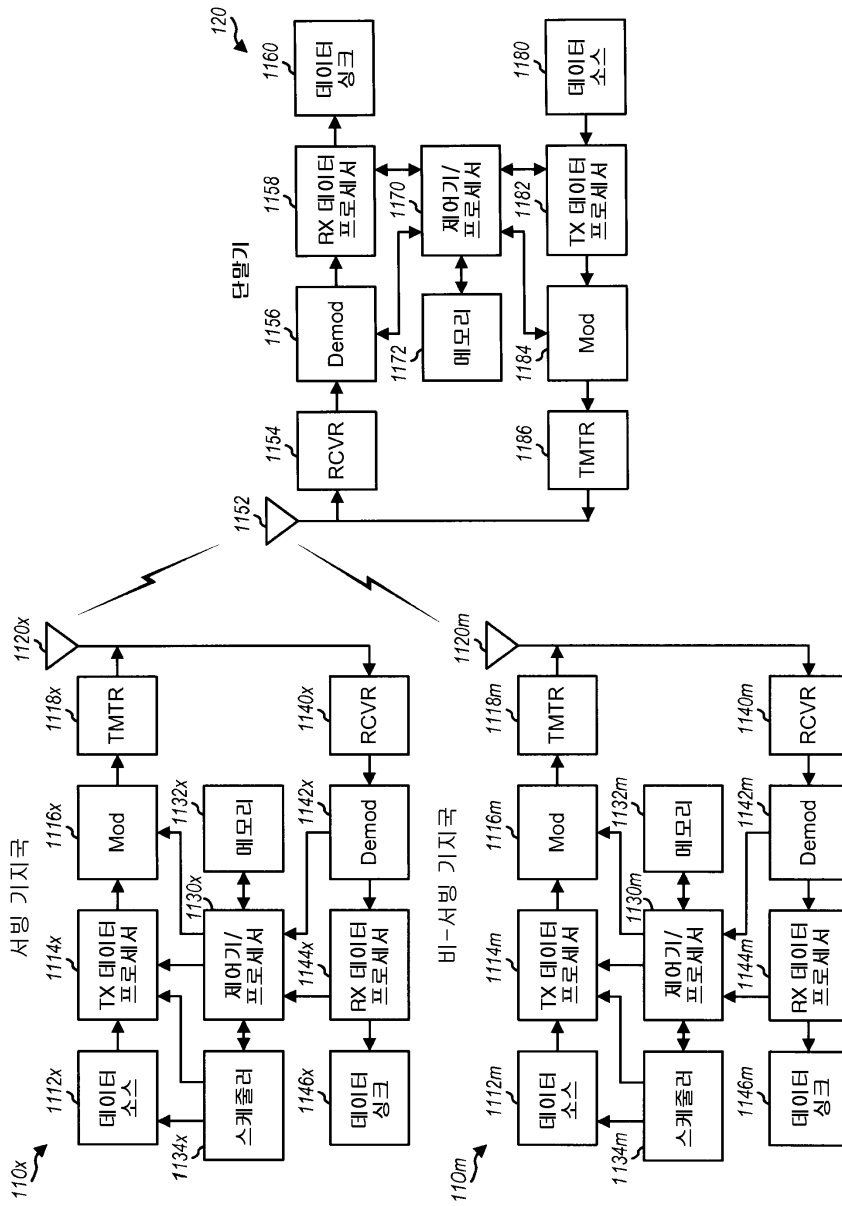 서빙 기지국
110x
1112x
데이터
소스
1114x
TX 데이터
프로세서
1116x
Mod
1118x
TMTR
1120x
1134x
스케줄러
1130x
제어기/
프로세서
1132x
메모리
1146x
데이터
싱크
1144x
RX 데이터
프로세서
1142x
Demod
1140x
RCVR
비-서빙 기지국
110m
1112m
데이터
소스
1114m
TX 데이터
프로세서
1116m
Mod
1118m
TMTR
1120m
1134m
스케줄러
1130m
제어기/
프로세서
1132m
메모리
1146m
데이터
싱크
1144m
RX 데이터
프로세서
1142m
Demod
1140m
RCVR
단말기
120
1152
1154
RCVR
1156
Demod
1158
RX 데이터
프로세서
1160
데이터
싱크
1172
메모리
1170
제어기/
프로세서
1186
TMTR
1184
Mod
1182
TX 데이터
프로세서
1180
데이터
소스